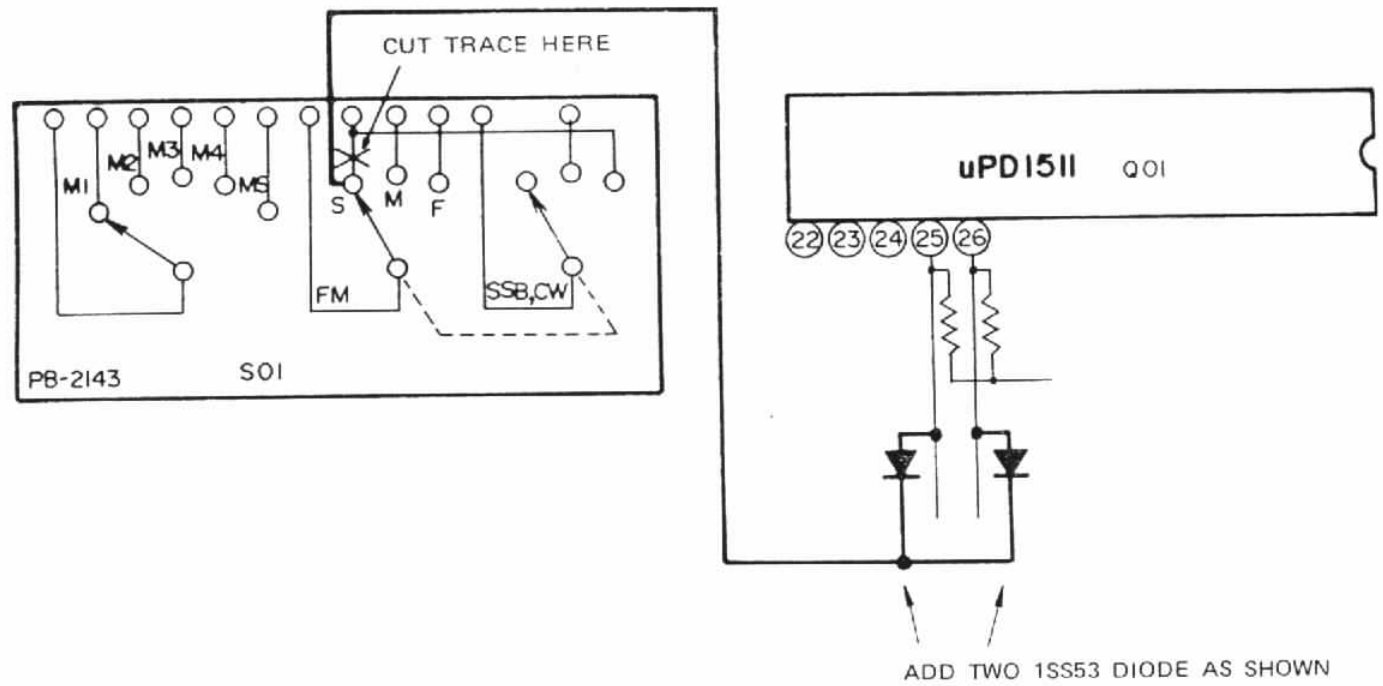 CUT TRACE HERE
M1
M2
M3
M4
M5
S
M
F
FM
SSB,CW
PB-2143
S01
uPD1511 Q01
22 23 24 25 26
ADD TWO 1SS53 DIODE AS SHOWN